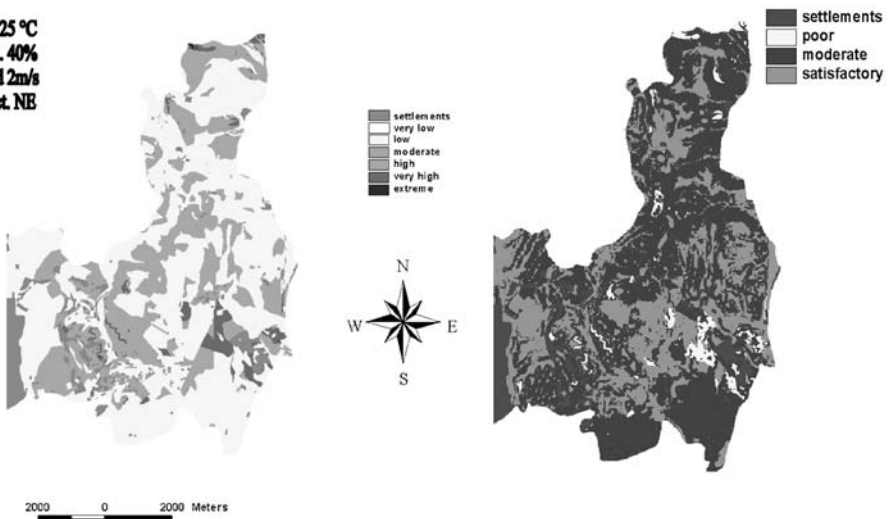 25 °C
. 40%
2m/s
t. NE
settlements
very low
low
moderate
high
very high
extreme
settlements
poor
moderate
satisfactory
N
W E
S
2000 0 2000 Meters